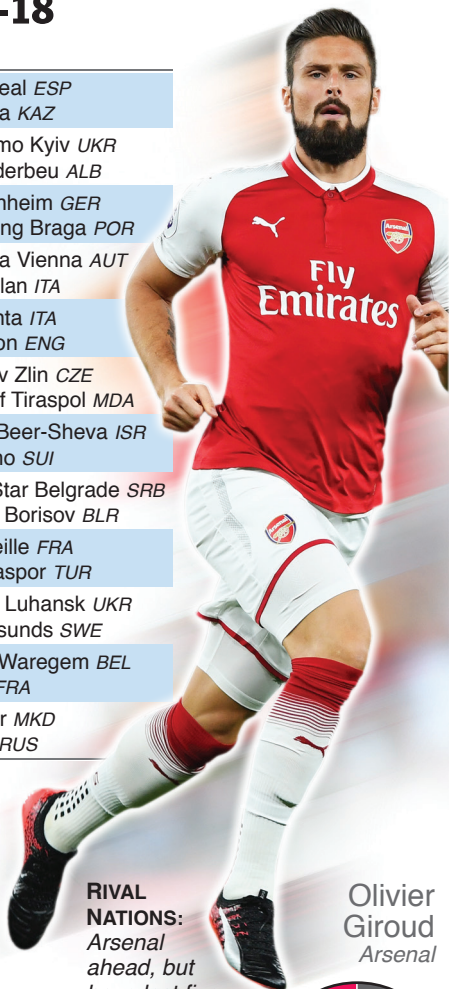 -18
eal ESP
a KAZ
mo Kyiv UKR
derbeu ALB
nheim GER
ng Braga POR
a Vienna AUT
lan ITA
nta ITA
on ENG
v Zlin CZE
f Tiraspol MDA
Beer-Sheva ISR
no SUI
Star Belgrade SRB
Borisov BLR
eille FRA
aspor TUR
Luhansk UKR
sunds SWE
Waregem BEL
FRA
r MKD
RUS
Arsenal
Fly
Emirates
Arsenal
RIVAL
NATIONS:
Arsenal
ahead, but
Olivier
Giroud
Arsenal